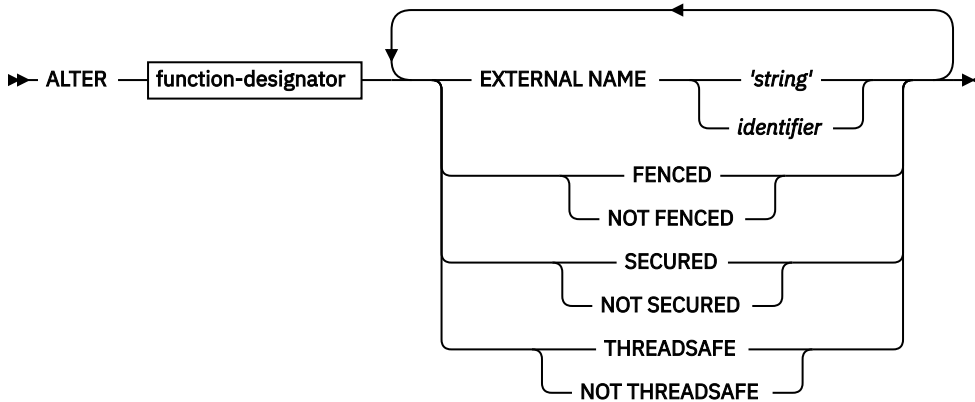 ALTER function-designator EXTERNAL NAME 'string'
identifier
FENCED
NOT FENCED
SECURED
NOT SECURED
THREADSAFE
NOT THREADSAFE